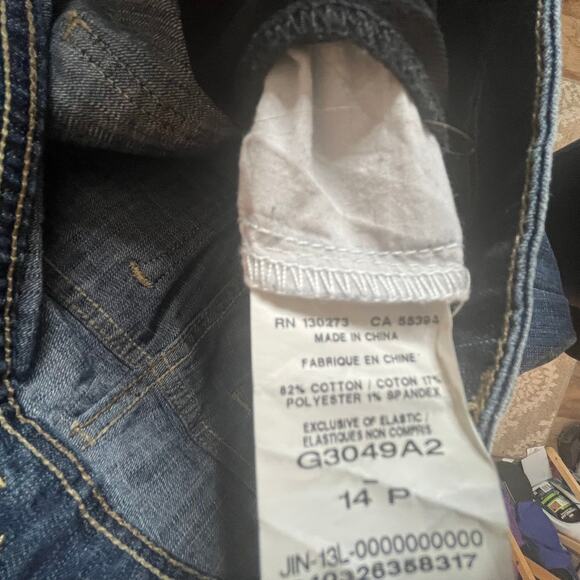 RN 130273 CA 55394
MADE IN CHINA
FABRIQUE EN CHINE
82% COTTON / COTON 17%
POLYESTER 1% SPANDEX
EXCLUSIVE OF ELASTIC /
ELASTIQUES NON COMPRIS
G3049A2
14 P
JIN-13L-0000000000